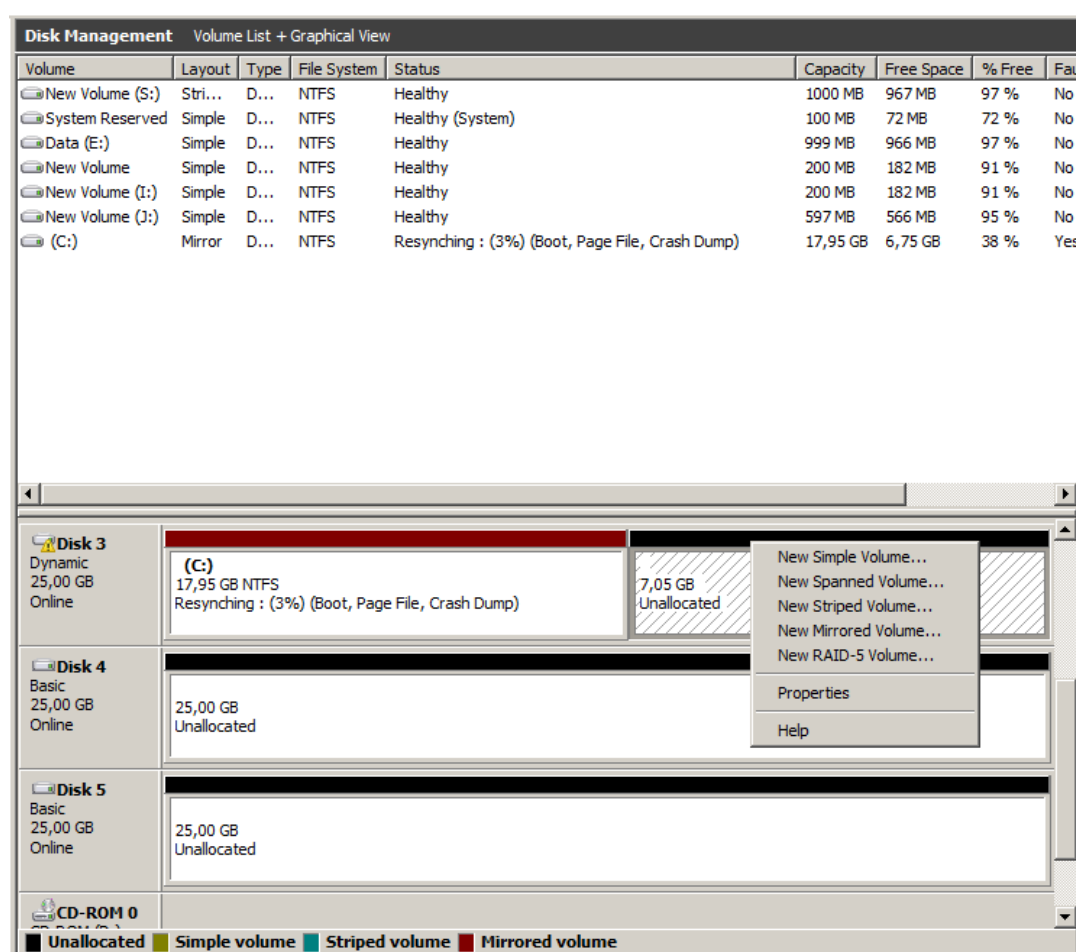 Disk Management Volume List + Graphical View
Volume Layout Type File System Status Capacity Free Space % Free Fau
New Volume (S:) Stri... D... NTFS Healthy 1000 MB 967 MB 97 % No
System Reserved Simple D... NTFS Healthy (System) 100 MB 72 MB 72 % No
Data (E:) Simple D... NTFS Healthy 999 MB 966 MB 97 % No
New Volume Simple D... NTFS Healthy 200 MB 182 MB 91 % No
New Volume (I:) Simple D... NTFS Healthy 200 MB 182 MB 91 % No
New Volume (J:) Simple D... NTFS Healthy 597 MB 566 MB 95 % No
(C:) Mirror D... NTFS Resynching : (3%) (Boot, Page File, Crash Dump) 17,95 GB 6,75 GB 38 % Yes
Disk 3
Dynamic
25,00 GB
Online
(C:)
17,95 GB NTFS
Resynching : (3%) (Boot, Page File, Crash Dump)
7,05 GB
Unallocated
New Simple Volume...
New Spanned Volume...
New Striped Volume...
New Mirrored Volume...
New RAID-5 Volume...
Properties
Help
Disk 4
Basic
25,00 GB
Online
25,00 GB
Unallocated
Disk 5
Basic
25,00 GB
Online
25,00 GB
Unallocated
CD-ROM 0
Unallocated Simple volume Striped volume Mirrored volume